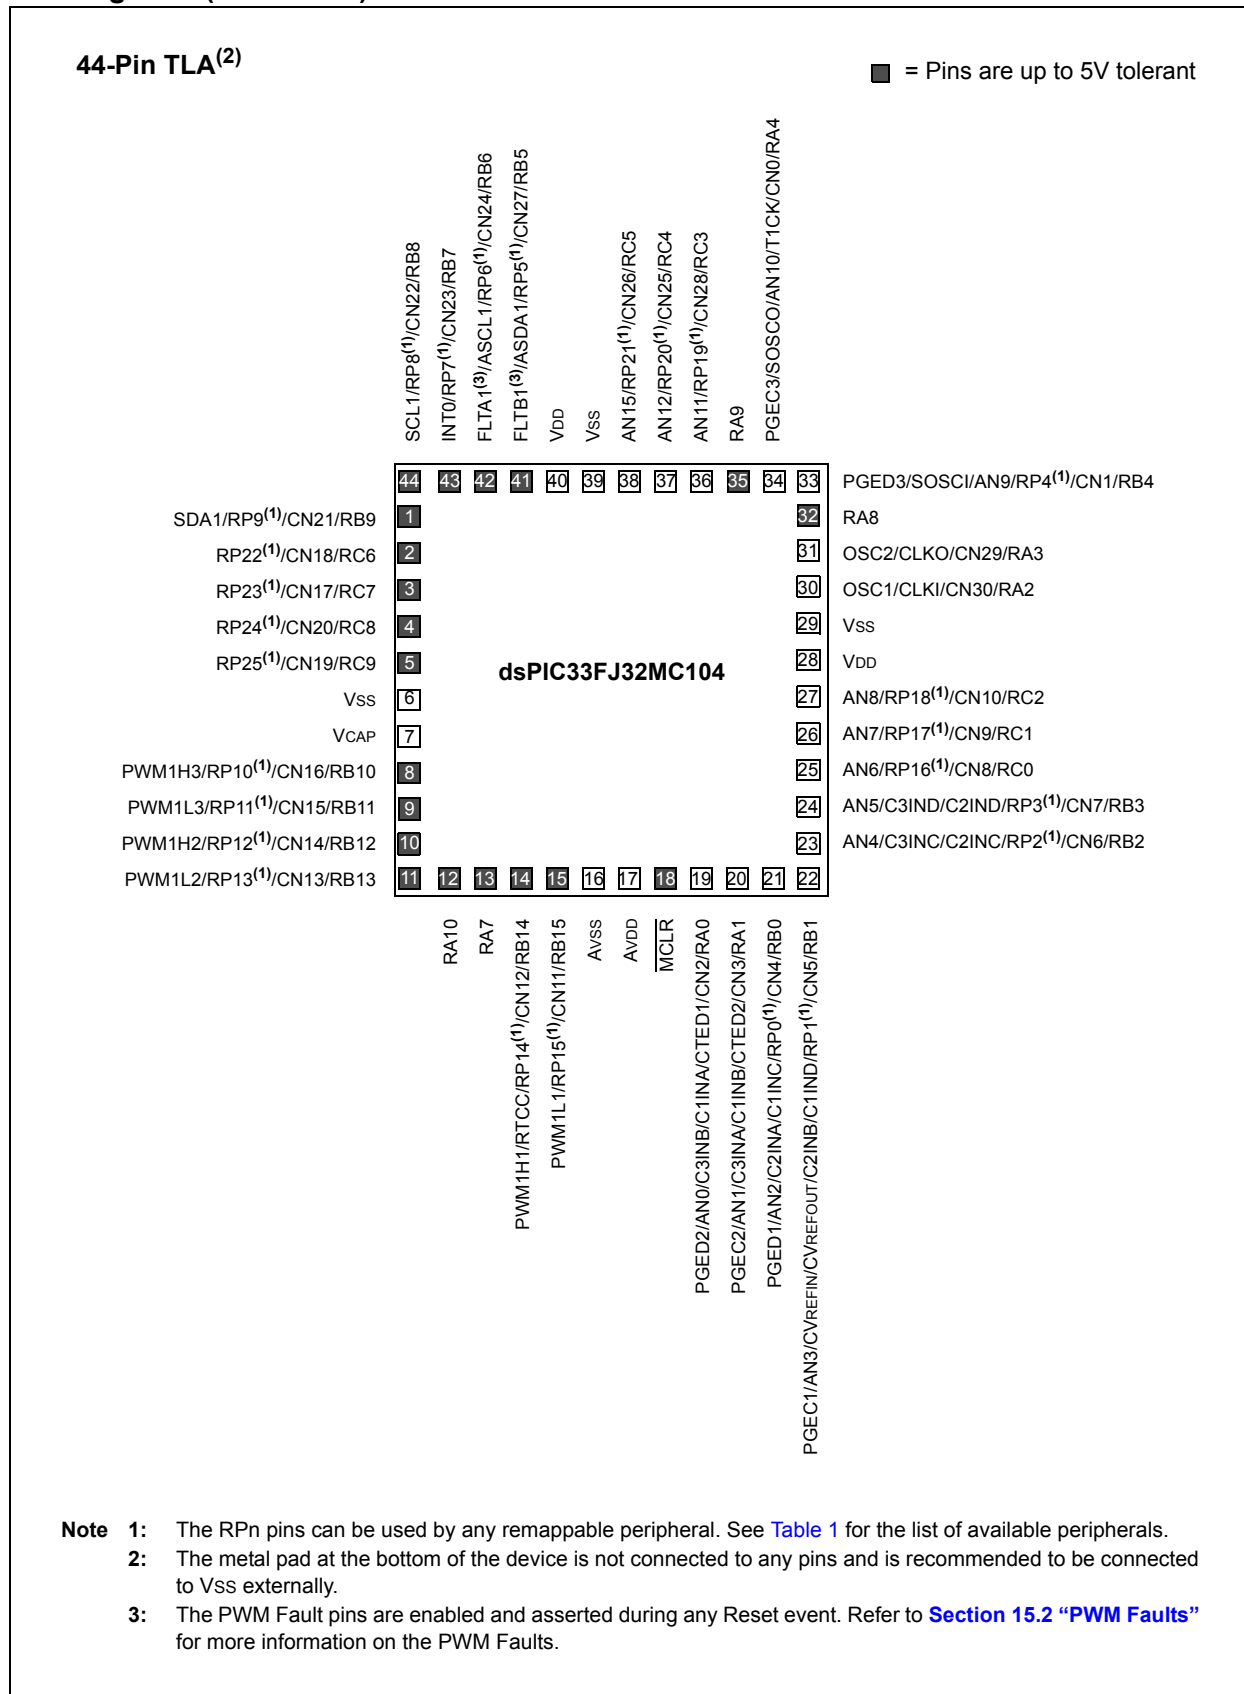 44-Pin TLA(2)
= Pins are up to 5V tolerant
SCL1/RP8(1)/CN22/RB8
INT0/RP7(1)/CN23/RB7
FLTA1(3)/ASCL1/RP6(1)/CN24/RB6
FLTB1(3)/ASDA1/RP5(1)/CN27/RB5
VDD
VSS
AN15/RP21(1)/CN26/RC5
AN12/RP20(1)/CN25/RC4
AN11/RP19(1)/CN28/RC3
RA9
PGEC3/SOSCO/AN10/T1CK/CN0/RA4
44 43 42 41 40 39 38 37 36 35 34 33 PGED3/SOSCI/AN9/RP4(1)/CN1/RB4
SDA1/RP9(1)/CN21/RB9 1 32 RA8
RP22(1)/CN18/RC6 2 31 OSC2/CLKO/CN29/RA3
RP23(1)/CN17/RC7 3 30 OSC1/CLKI/CN30/RA2
RP24(1)/CN20/RC8 4 29 VSS
RP25(1)/CN19/RC9 5 dsPIC33FJ32MC104 28 VDD
VSS 6 27 AN8/RP18(1)/CN10/RC2
VCAP 7 26 AN7/RP17(1)/CN9/RC1
PWM1H3/RP10(1)/CN16/RB10 8 25 AN6/RP16(1)/CN8/RC0
PWM1L3/RP11(1)/CN15/RB11 9 24 AN5/C3IND/C2IND/RP3(1)/CN7/RB3
PWM1H2/RP12(1)/CN14/RB12 10 23 AN4/C3INC/C2INC/RP2(1)/CN6/RB2
PWM1L2/RP13(1)/CN13/RB13 11 12 13 14 15 16 17 18 19 20 21 22
RA10
RA7
PWM1H1/RTCC/RP14(1)/CN12/RB14
PWM1L1/RP15(1)/CN11/RB15
AVSS
AVDD
MCLR
PGED2/AN0/C3INB/C1INA/CTED1/CN2/RA0
PGEC2/AN1/C3INA/C1INB/CTED2/CN3/RA1
PGED1/AN2/C2INA/C1INC/RP0(1)/CN4/RB0
PGEC1/AN3/CVREFIN/CVREFOUT/C2INB/C1IND/RP1(1)/CN5/RB1
Note 1: The RPn pins can be used by any remappable peripheral. See Table 1 for the list of available peripherals.
2: The metal pad at the bottom of the device is not connected to any pins and is recommended to be connected
to VSS externally.
3: The PWM Fault pins are enabled and asserted during any Reset event. Refer to Section 15.2 “PWM Faults”
for more information on the PWM Faults.